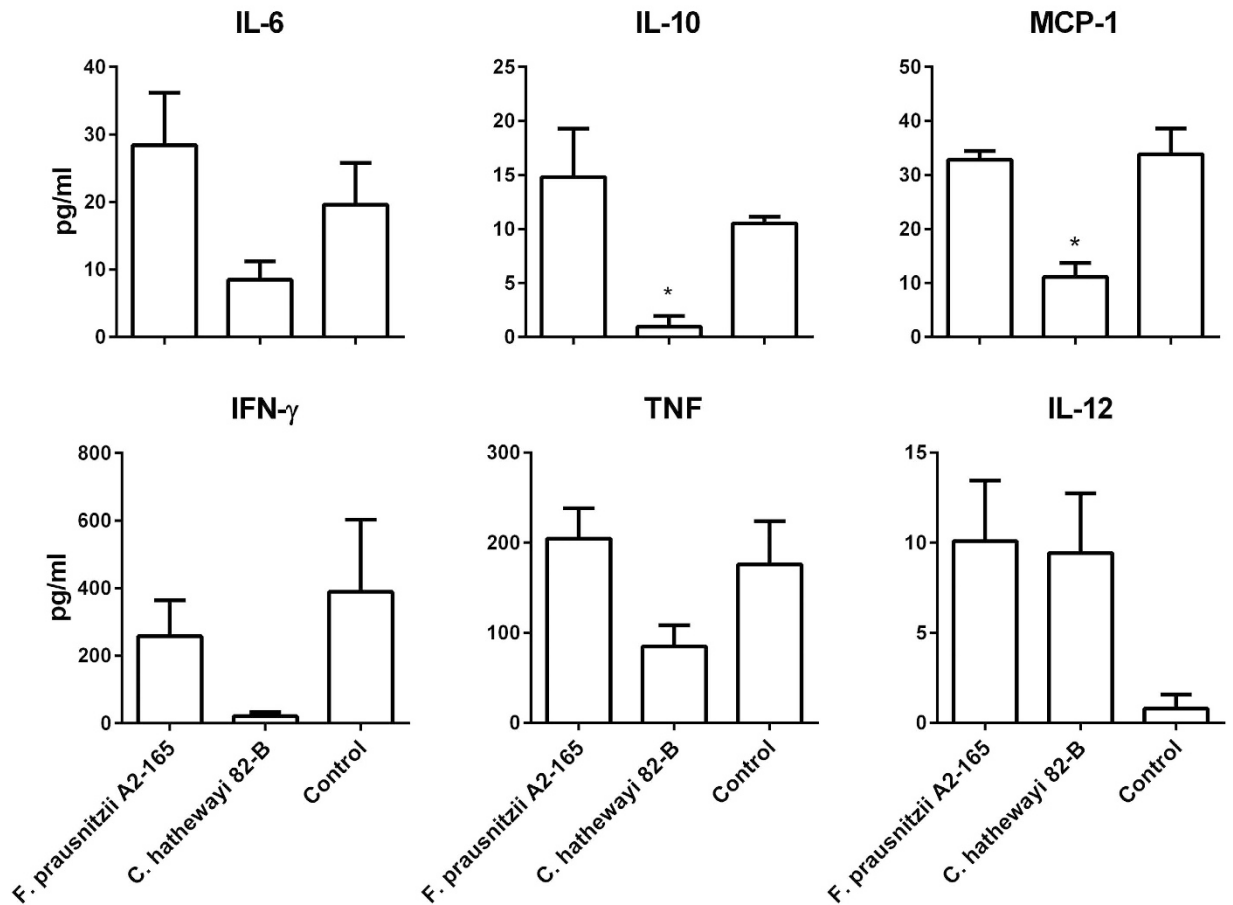 IL-6
IL-10
MCP-1
pg/ml
40
30
20
10
0
25
20
15
10
5
0
*
50
40
30
20
10
0
*
IFN-γ
TNF
IL-12
pg/ml
800
600
400
200
0
300
200
100
0
15
10
5
0
F. prausnitzii A2-165
C. hathewayi 82-B
Control
F. prausnitzii A2-165
C. hathewayi 82-B
Control
F. prausnitzii A2-165
C. hathewayi 82-B
Control